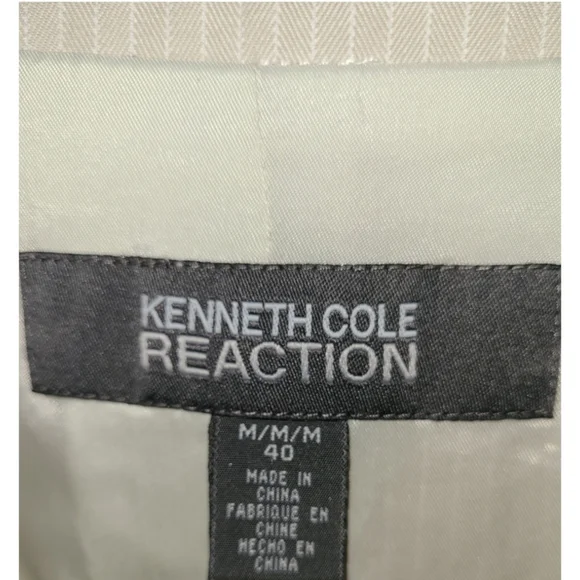 KENNETH COLE
REACTION
M/M/M
40
MADE IN
CHINA
FABRIQUE EN
CHINE
HECHO EN
CHINA